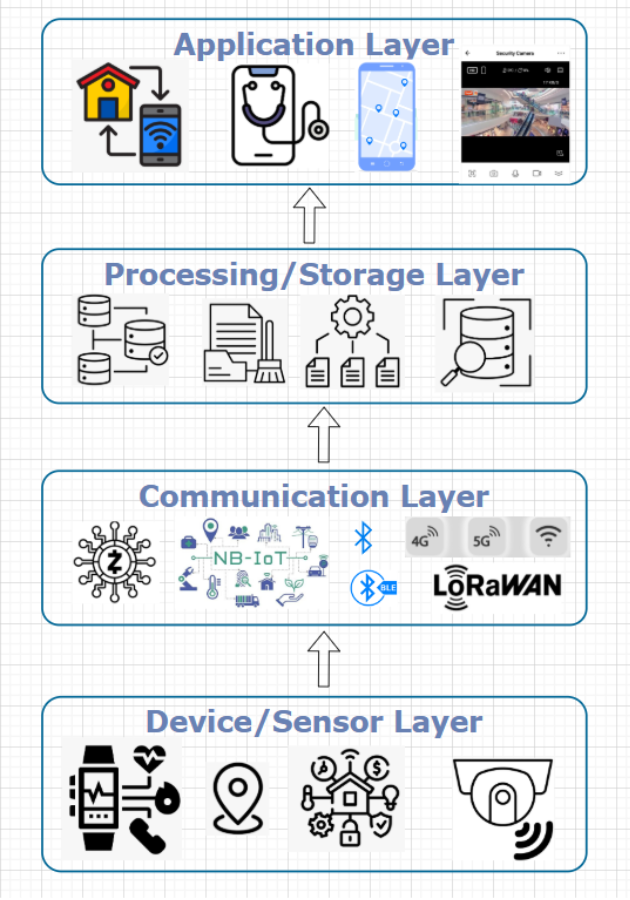 Application Layer
Security Camera
Processing/Storage Layer
Communication Layer
Z
NB-IoT
4G
5G
BLE
LoRaWAN
Device/Sensor Layer
$